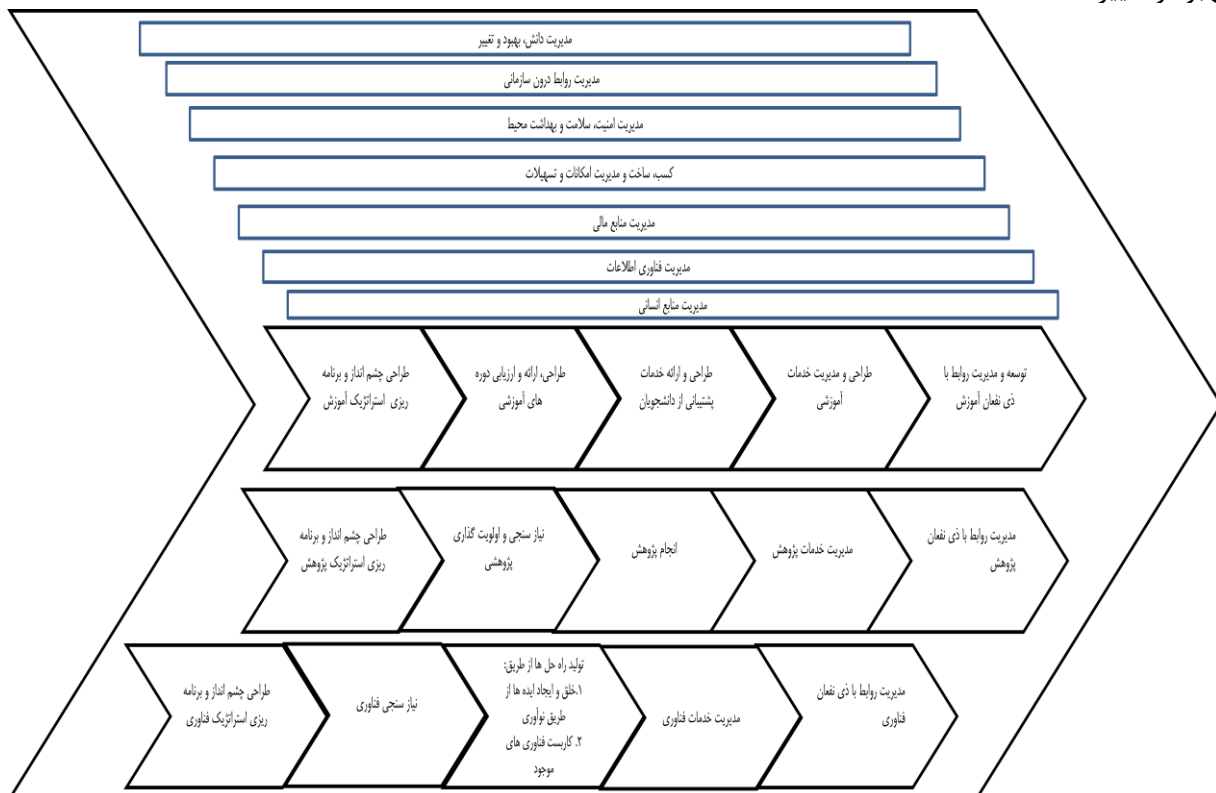 مدیریت دانش، بهبود و تغییر
مدیریت روابط درون سازمانی
مدیریت امنیت، سلامت و بهداشت محیط
کسب، ساخت و مدیریت امکانات و تسهیلات
مدیریت منابع مالی
مدیریت فناوری اطلاعات
مدیریت منابع انسانی
طراحی چشم انداز و برنامه
ریزی استراتژیک آموزش
طراحی، ارائه و ارزیابی دوره
های آموزشی
طراحی و ارائه خدمات
پشتیبانی از دانشجویان
طراحی و مدیریت خدمات
آموزشی
توسعه و مدیریت روابط با
ذی نفعان آموزش
طراحی چشم انداز و برنامه
ریزی استراتژیک پژوهش
نیاز سنجی و اولویت گذاری
پژوهشی
انجام پژوهش
مدیریت خدمات پژوهش
مدیریت روابط با ذی نفعان
پژوهش
طراحی چشم انداز و برنامه
ریزی استراتژیک فناوری
نیاز سنجی فناوری
تولید راه حل ها از طریق:
۱.خلق و ایجاد ایده ها از
طریق نوآوری
۲. کاربست فناوری های
موجود
مدیریت خدمات فناوری
مدیریت روابط با ذی نفعان
فناوری